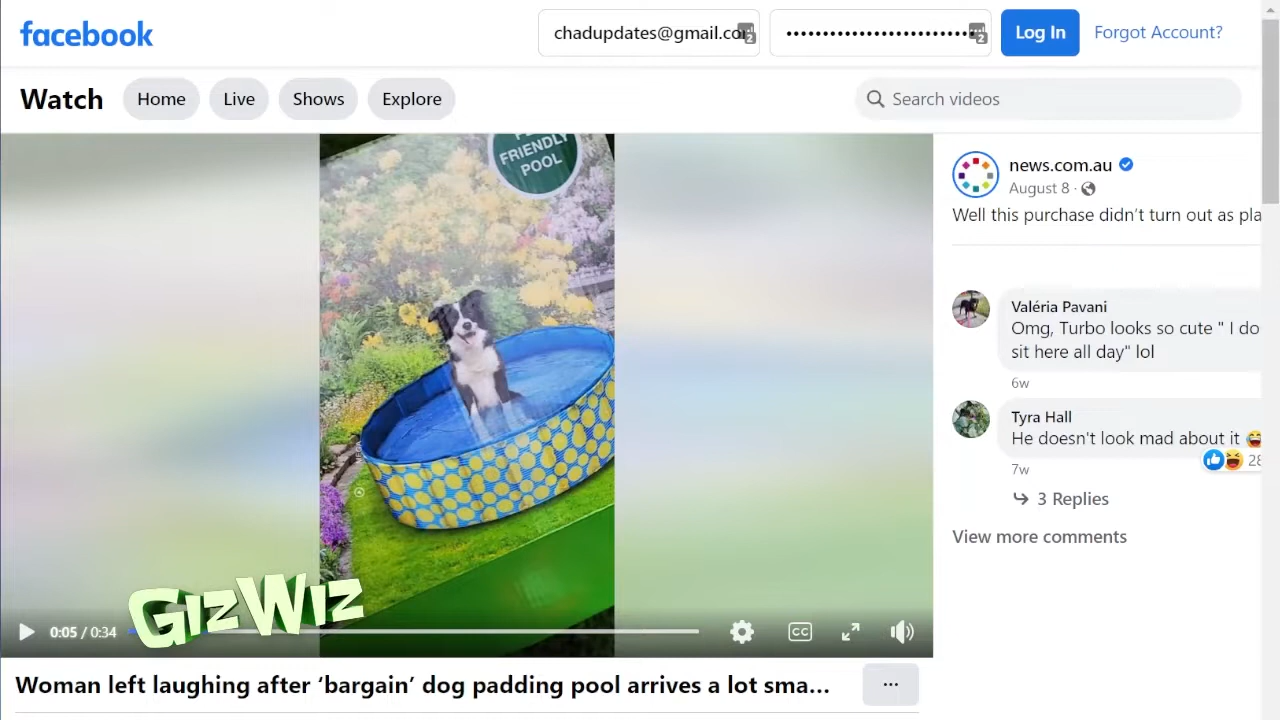 facebook
chadupdates@gmail.co
2
2
Log In
Forgot Account?
Watch
Home
Live
Shows
Explore
Search videos
FRIENDLY
POOL
news.com.au
August 8 ·
Well this purchase didn't turn out as pla
Valéria Pavani
Omg, Turbo looks so cute " I do
sit here all day" lol
6w
Tyra Hall
He doesn't look mad about it
28
7w
3 Replies
View more comments
GIZWIZ
0:05 / 0:34
CC
Woman left laughing after ‘bargain’ dog padding pool arrives a lot sma...
...